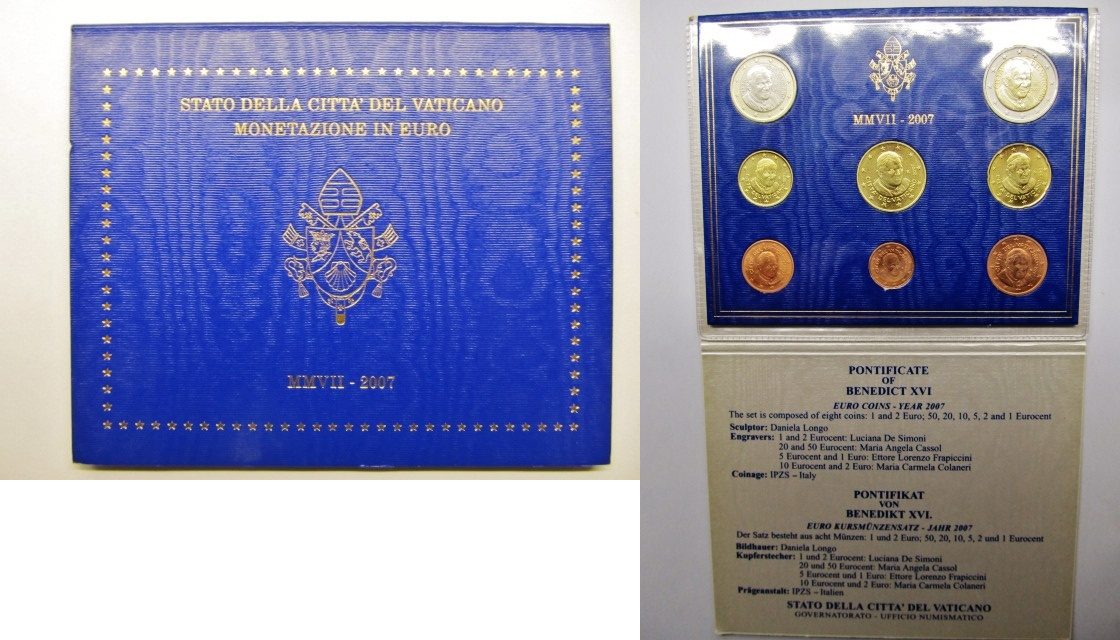 STATO DELLA CITTA' DEL VATICANO
MONETAZIONE IN EURO
MMVII - 2007
MMVII - 2007
PONTIFICATE
OF
BENEDICT XVI
EURO COINS - YEAR 2007
The set is composed of eight coins: 1 and 2 Euro; 50, 20, 10, 5, 2 and 1 Eurocent
Sculptor: Daniela Longo
Engravers: 1 and 2 Eurocent: Luciana De Simoni
20 and 50 Eurocent: Maria Angela Cassol
5 Eurocent and 1 Euro: Ettore Lorenzo Frapiccini
10 Eurocent and 2 Euro: Maria Carmela Colaneri
Coinage: IPZS – Italy
PONTIFIKAT
VON
BENEDIKT XVI.
EURO KURSMÜNZENSATZ - JAHR 2007
Der Satz besteht aus acht Münzen: 1 und 2 Euro; 50, 20, 10, 5, 2 und 1 Eurocent
Bildhauer: Daniela Longo
Kupferstecher: 1 und 2 Eurocent: Luciana De Simoni
20 und 50 Eurocent: Maria Angela Cassol
5 Eurocent und 1 Euro: Ettore Lorenzo Frapiccini
10 Eurocent und 2 Euro: Maria Carmela Colaneri
Prägeanstalt: IPZS – Italien
STATO DELLA CITTA' DEL VATICANO
GOVERNATORATO - UFFICIO NUMISMATICO